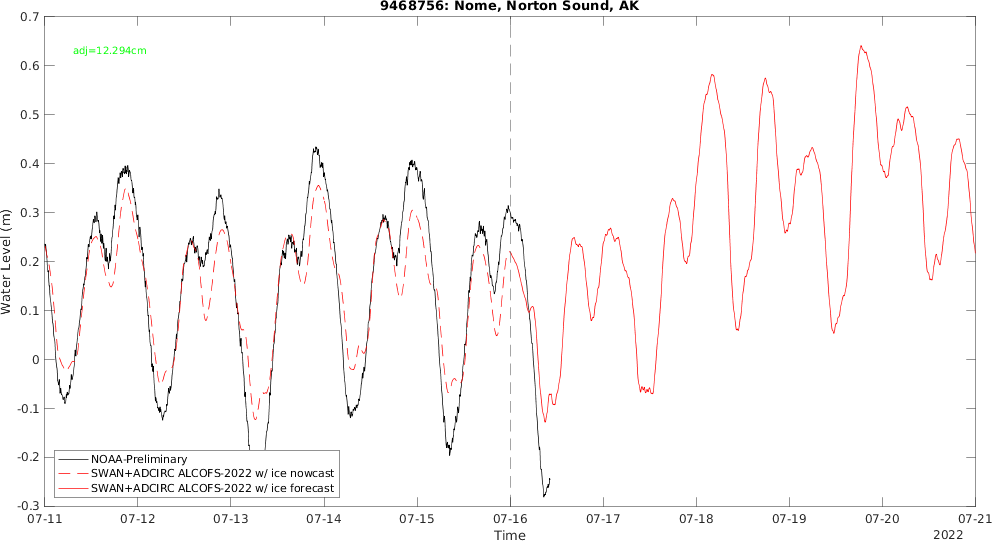 9468756: Nome, Norton Sound, AK
adj=12.294cm
Water Level (m)
0.7
0.6
0.5
0.4
0.3
0.2
0.1
0
-0.1
-0.2
-0.3
NOAA-Preliminary
SWAN+ADCIRC ALCOFS-2022 w/ ice nowcast
SWAN+ADCIRC ALCOFS-2022 w/ ice forecast
07-11 07-12 07-13 07-14 07-15 07-16 07-17 07-18 07-19 07-20 07-21
Time
2022